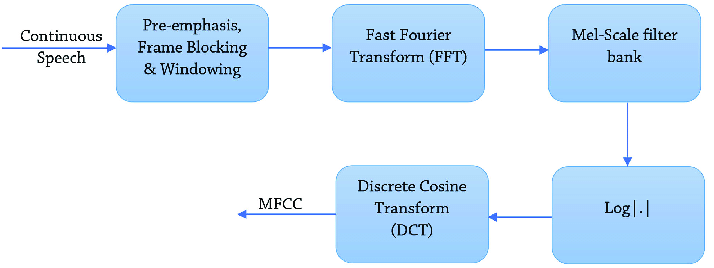 Continuous
Speech
Pre-emphasis,
Frame Blocking
& Windowing
Fast Fourier
Transform (FFT)
Mel-Scale filter
bank
Log|.|
Discrete Cosine
Transform
(DCT)
MFCC